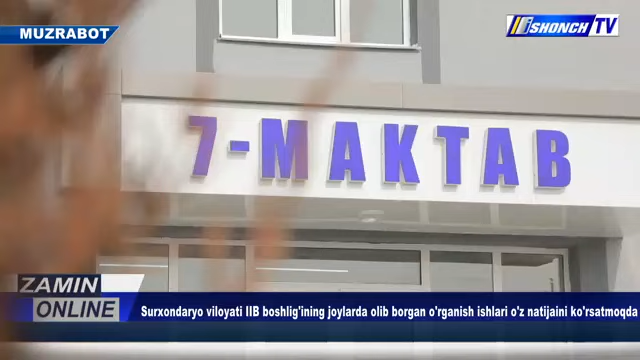 MUZRABOT
ISHONCH TV
7-MAKTAB
ZAMIN
ONLINE
Surxondaryo viloyati IIB boshlig'ining joylarda olib borgan o'rganish ishlari o'z natijaini ko'rsatmoqda